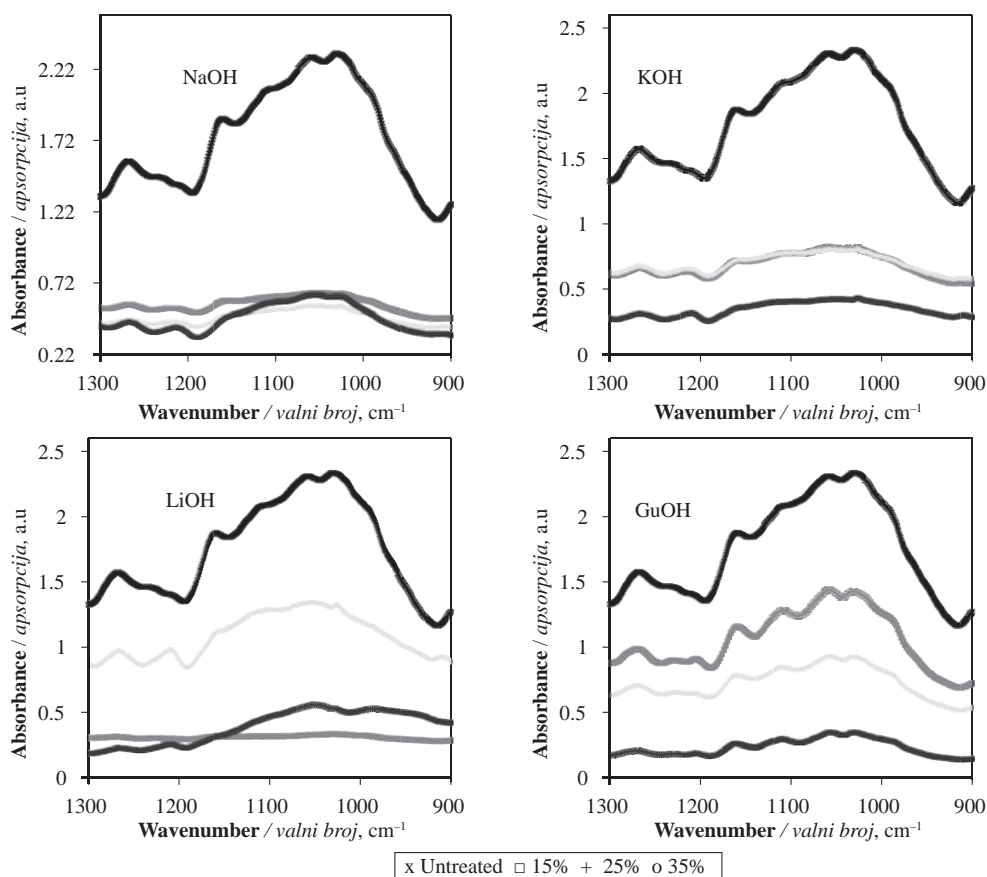 NaOH
2.22
1.72
1.22
0.72
0.22
1300 1200 1100 1000 900
Absorbance / apsorpcija, a.u
Wavenumber / valni broj, cm⁻¹
KOH
2.5
2
1.5
1
0.5
0
1300 1200 1100 1000 900
Absorbance / apsorpcija, a.u
Wavenumber / valni broj, cm⁻¹
LiOH
2.5
2
1.5
1
0.5
0
1300 1200 1100 1000 900
Absorbance / apsorpcija, a.u
Wavenumber / valni broj, cm⁻¹
GuOH
2.5
2
1.5
1
0.5
0
1300 1200 1100 1000 900
Absorbance / apsorpcija, a.u
Wavenumber / valni broj, cm⁻¹
x Untreated □ 15% + 25% o 35%